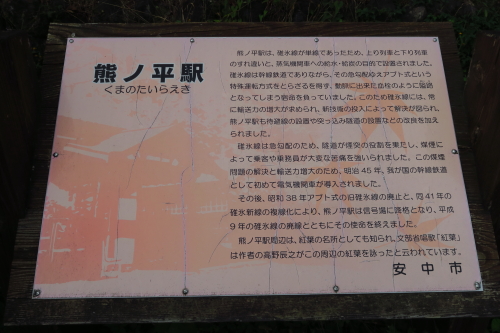 熊ノ平駅
くまのたいらえき
熊ノ平駅は、碓氷線が単線であったため、上り列車と下り列車
のすれ違いと、蒸気機関車への給水・給炭の目的で設置されました。
碓氷線は幹線鉄道でありながら、その急勾配ゆえアプト式という
特殊運転方式をとらざるを得ず、動脈に出来た血栓のように隘路
となってしまう宿命を負っていました。このため碓氷線には、常
に輸送力の増大が求められ、新技術の投入によって解決が図られ、
熊ノ平駅も待避線の設置や突っ込み隧道の設置などの改良を加え
られました。
碓氷線は急勾配のため、隧道が煙突の役割を果たし、煤煙に
よって乗客や乗務員が大変な苦痛を強いられました。この煤煙
問題の解決と輸送力増大のため、明治45年、我が国の幹線鉄道
として初めて電気機関車が導入されました。
その後、昭和38年アプト式の旧碓氷線の廃止と、同41年の
碓氷新線の複線化により、熊ノ平駅は信号場に降格となり、平成
9年の碓氷線の廃線とともにその使命を終えました。
熊ノ平駅周辺は、紅葉の名所としても知られ、文部省唱歌「紅葉」
は作者の高野辰之がこの周辺の紅葉を詠ったと云われています。
安中市